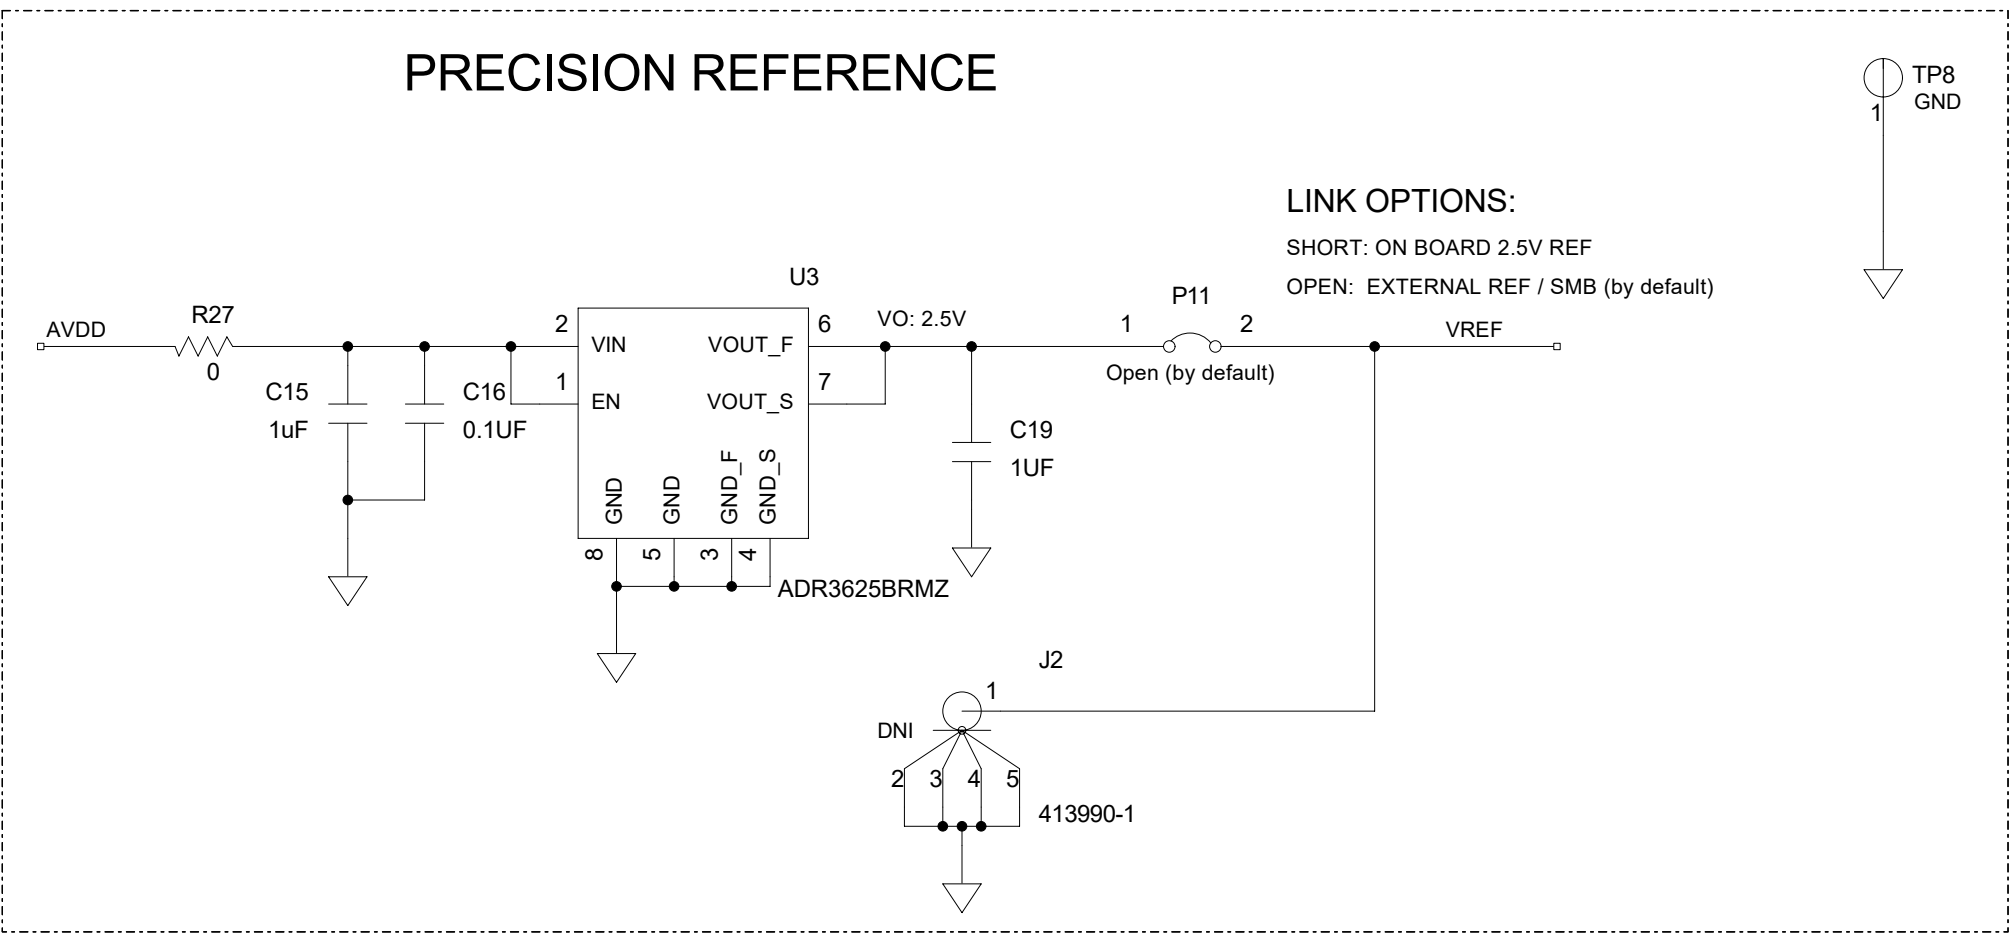 PRECISION REFERENCE
TP8
GND
1
LINK OPTIONS:
SHORT: ON BOARD 2.5V REF
OPEN: EXTERNAL REF / SMB (by default)
U3
P11
AVDD
R27
0
2
VIN
VOUT_F
6
VO: 2.5V
1
2
VREF
Open (by default)
C15
1uF
C16
0.1UF
1
EN
VOUT_S
7
C19
1UF
GND
GND
GND_F
GND_S
8
5
3
4
ADR3625BRMZ
J2
1
DNI
2
3
4
5
413990-1